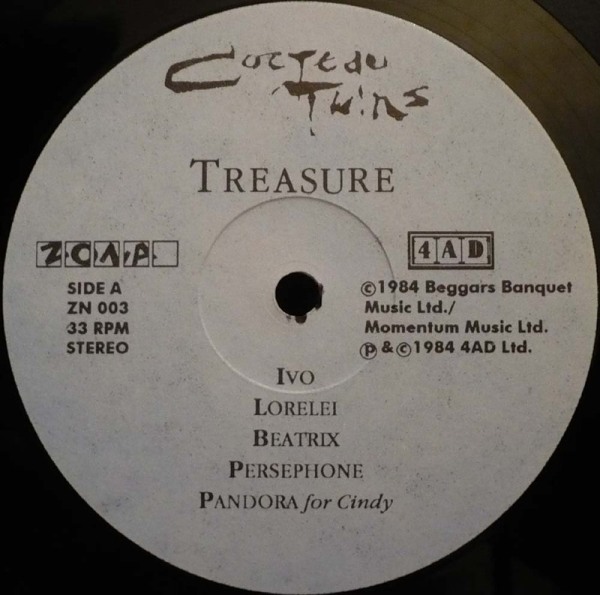 Cocteau
Twins
TREASURE
ZCAP
SIDE A
ZN 003
33 RPM
STEREO
4AD
©1984 Beggars Banquet
Music Ltd./
Momentum Music Ltd.
℗ & ©1984 4AD Ltd.
IVO
LORELEI
BEATRIX
PERSEPHONE
PANDORA for Cindy